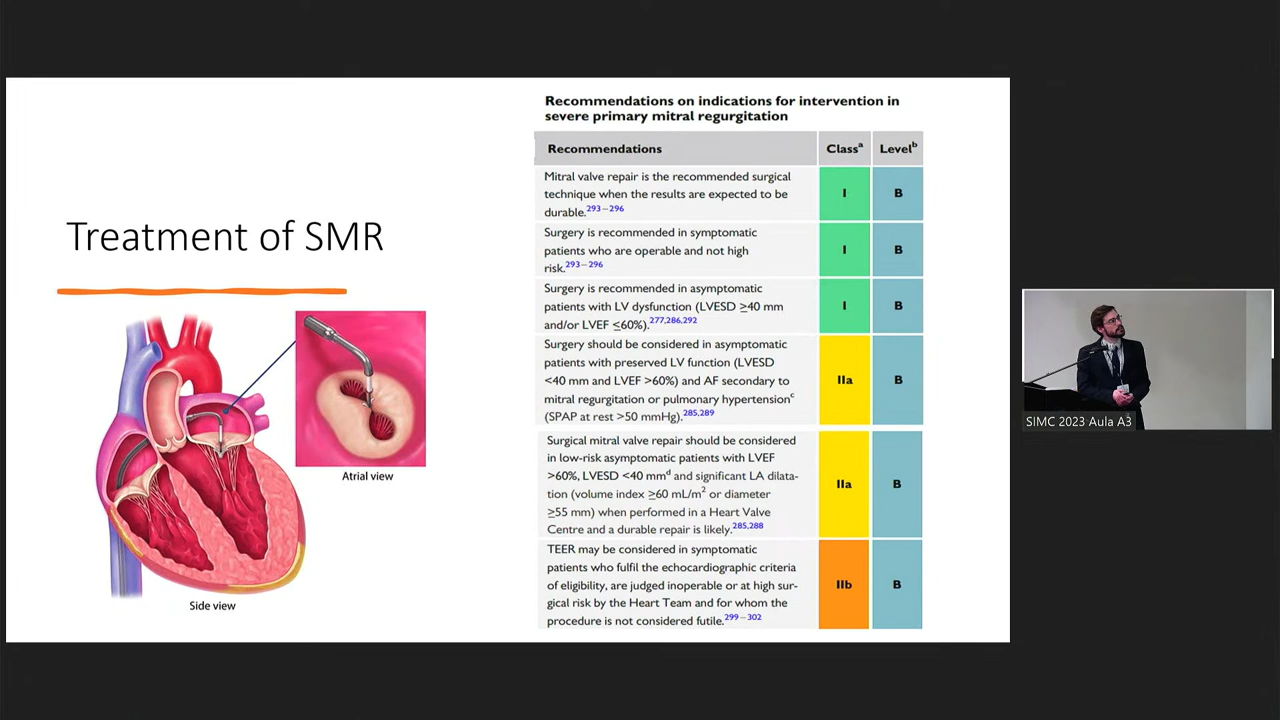 Treatment of SMR
Atrial view
Side view
Recommendations on indications for intervention in
severe primary mitral regurgitation
Recommendations Classᵃ Levelᵇ
Mitral valve repair is the recommended surgical
technique when the results are expected to be
durable.293–296
I B
Surgery is recommended in symptomatic
patients who are operable and not high
risk.293–296
I B
Surgery is recommended in asymptomatic
patients with LV dysfunction (LVESD ≥40 mm
and/or LVEF ≤60%).277,286,292
I B
Surgery should be considered in asymptomatic
patients with preserved LV function (LVESD
<40 mm and LVEF >60%) and AF secondary to
mitral regurgitation or pulmonary hypertensionᶜ
(SPAP at rest >50 mmHg).285,289
IIa B
Surgical mitral valve repair should be considered
in low-risk asymptomatic patients with LVEF
>60%, LVESD <40 mmᵈ and significant LA dilata-
tion (volume index ≥60 mL/m² or diameter
≥55 mm) when performed in a Heart Valve
Centre and a durable repair is likely.285,288
IIa B
TEER may be considered in symptomatic
patients who fulfil the echocardiographic criteria
of eligibility, are judged inoperable or at high sur-
gical risk by the Heart Team and for whom the
procedure is not considered futile.299–302
IIb B
SIMC 2023 Aula A3